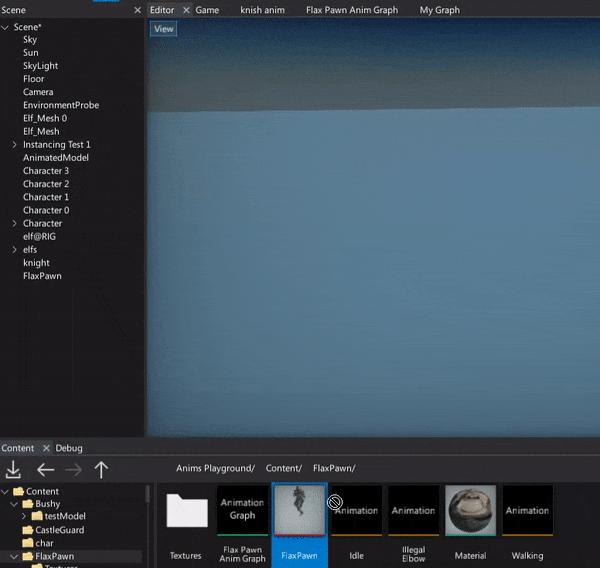 Scene
Editor
Game
knish anim
Flax Pawn Anim Graph
My Graph
Scene*
View
Sky
Sun
SkyLight
Floor
Camera
EnvironmentProbe
Elf_Mesh 0
Elf_Mesh
Instancing Test 1
AnimatedModel
Character 3
Character 2
Character 1
Character 0
Character
elf@RIG
elfs
knight
FlaxPawn
Content
Debug
Anims Playground/ Content/ FlaxPawn/
Content
Bushy
testModel
CastleGuard
char
FlaxPawn
Textures
Animation
Graph
Animation
Animation
Animation
Textures
Flax Pawn
Anim Graph
FlaxPawn
Idle
Illegal
Elbow
Material
Walking